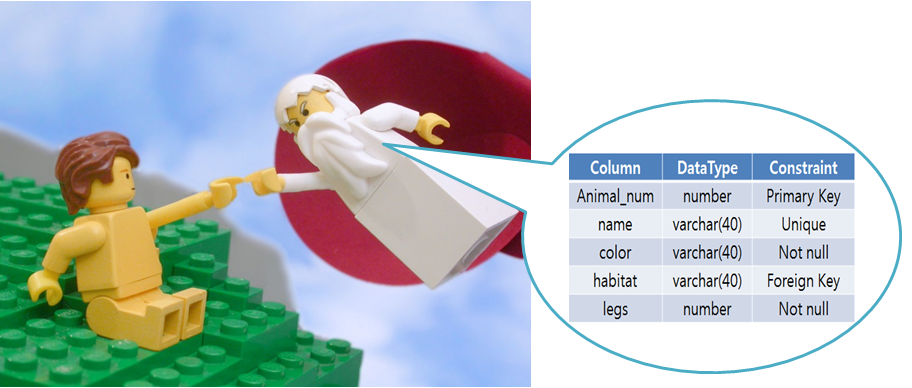 Column DataType Constraint
Animal_num number Primary Key
name varchar(40) Unique
color varchar(40) Not null
habitat varchar(40) Foreign Key
legs number Not null